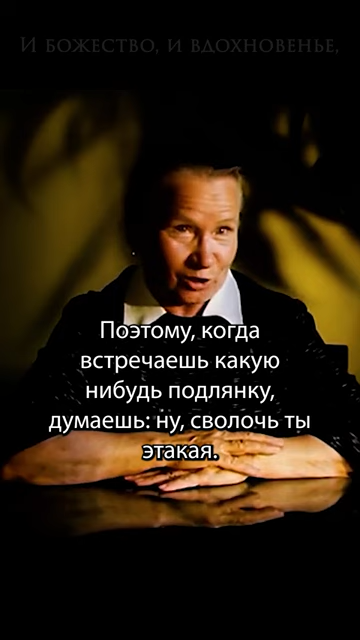 И БОЖЕСТВО, И ВДОХНОВЕНЬЕ,
Поэтому, когда
встречаешь какую
нибудь подлянку,
думаешь: ну, сволочь ты
этакая.